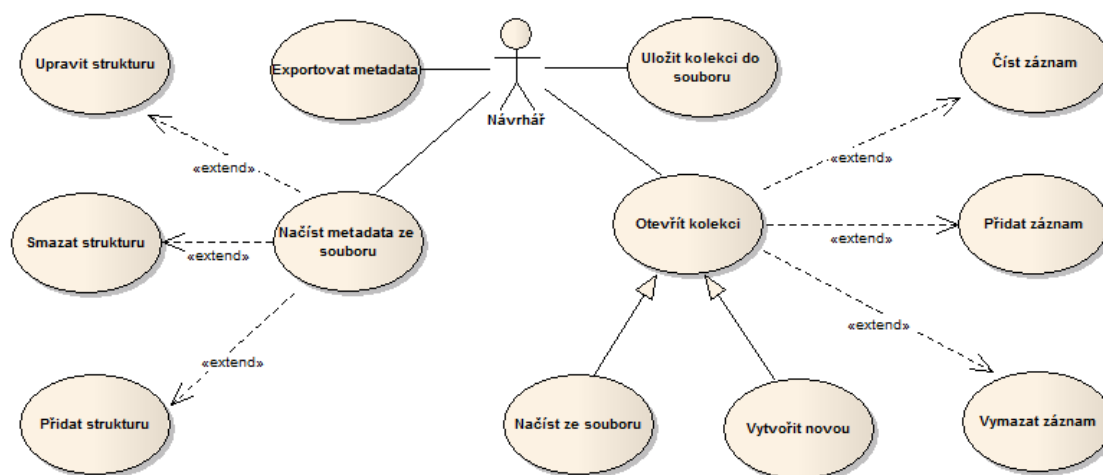 Upravit strukturu
Exportovat metadata
Uložit kolekci do
souboru
Číst záznam
Návrhář
«extend»
«extend»
Smazat strukturu
Načíst metadata ze
souboru
Otevřít kolekci
Přidat záznam
«extend»
«extend»
«extend»
«extend»
Přidat strukturu
Načíst ze souboru
Vytvořit novou
Vymazat záznam